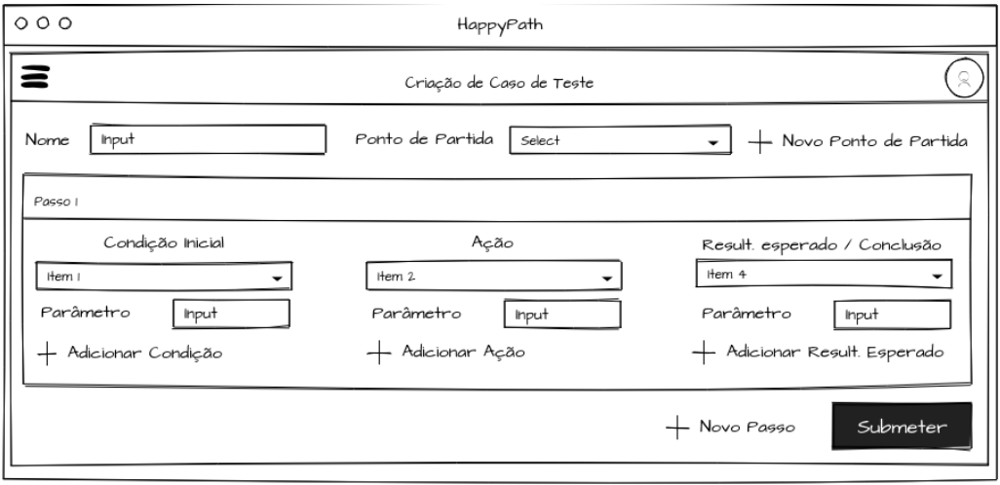 HappyPath
Criação de Caso de Teste
Nome Input Ponto de Partida Select + Novo Ponto de Partida
Passo 1
Condição Inicial Ação Result. esperado / Conclusão
Item 1 Item 2 Item 4
Parâmetro Input Parâmetro Input Parâmetro Input
+ Adicionar Condição + Adicionar Ação + Adicionar Result. Esperado
+ Novo Passo Submeter